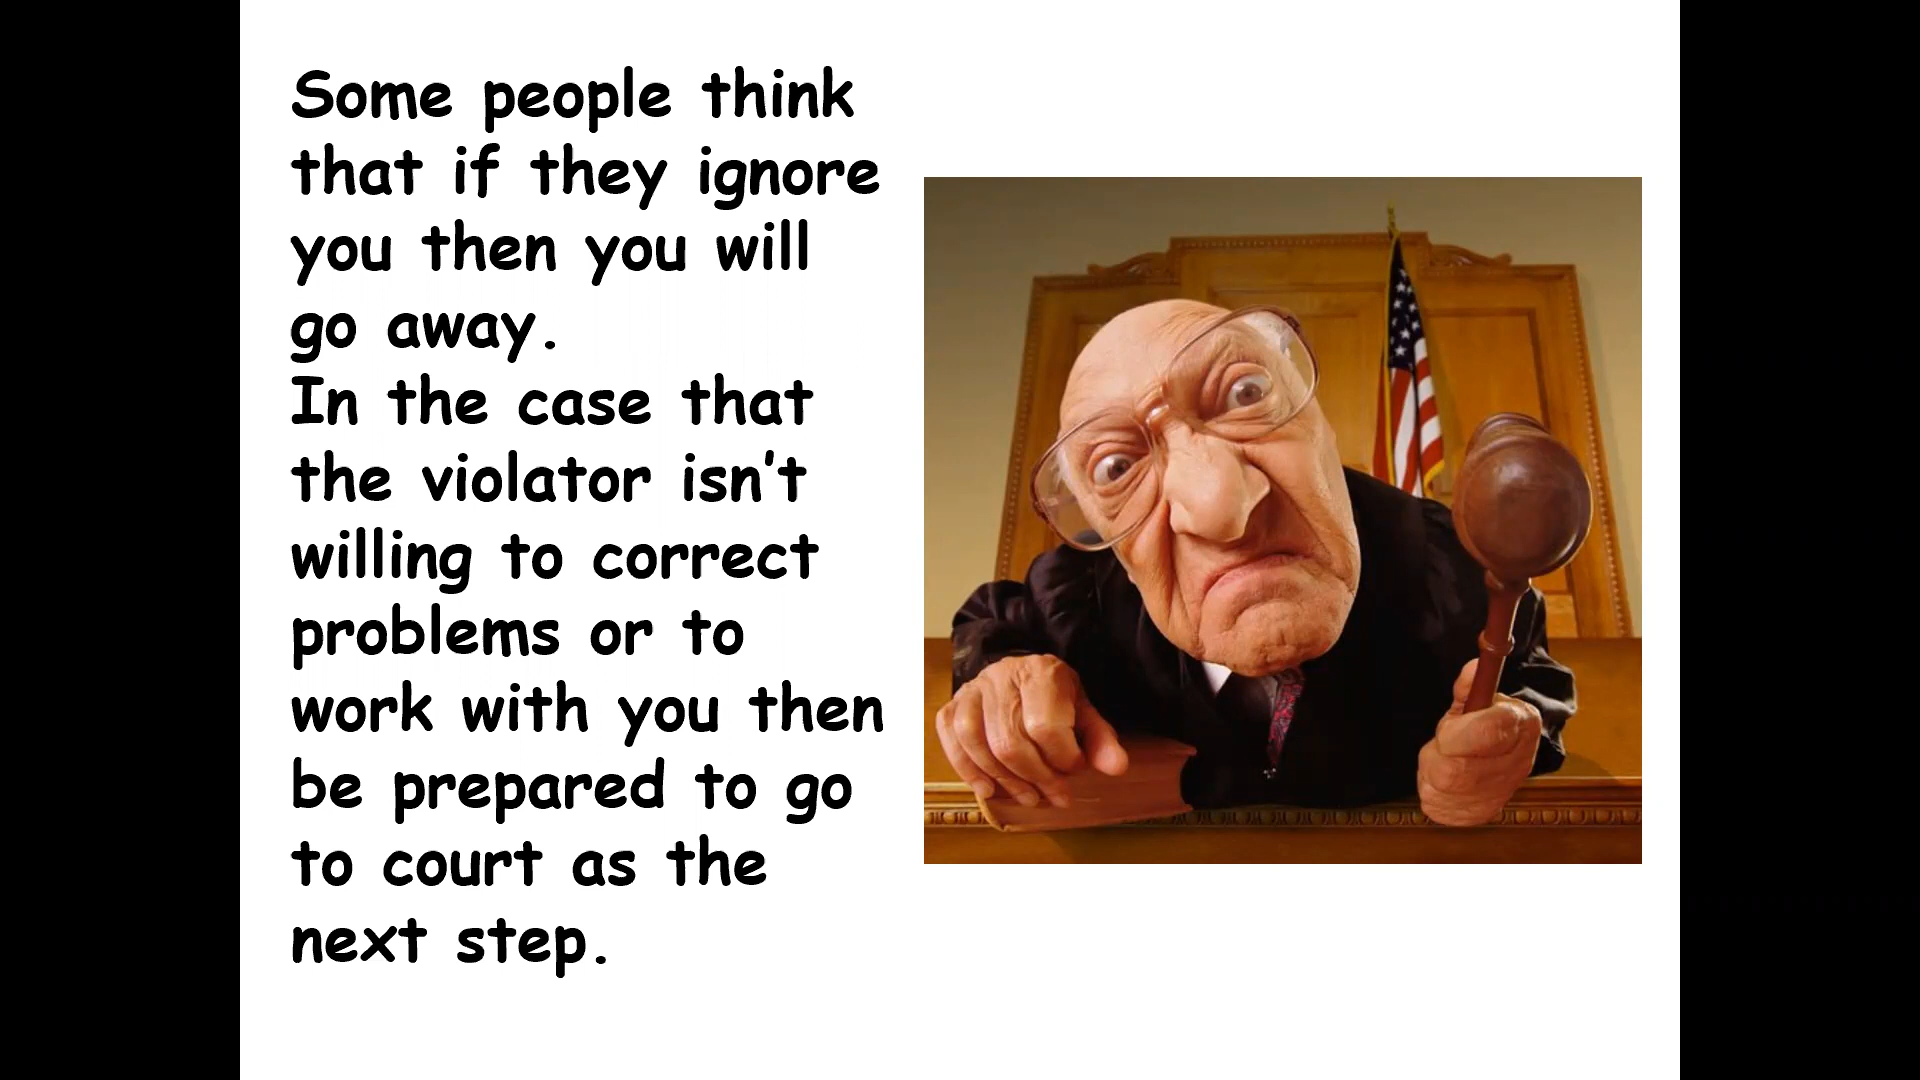 Some people think
that if they ignore
you then you will
go away.
In the case that
the violator isn’t
willing to correct
problems or to
work with you then
be prepared to go
to court as the
next step.